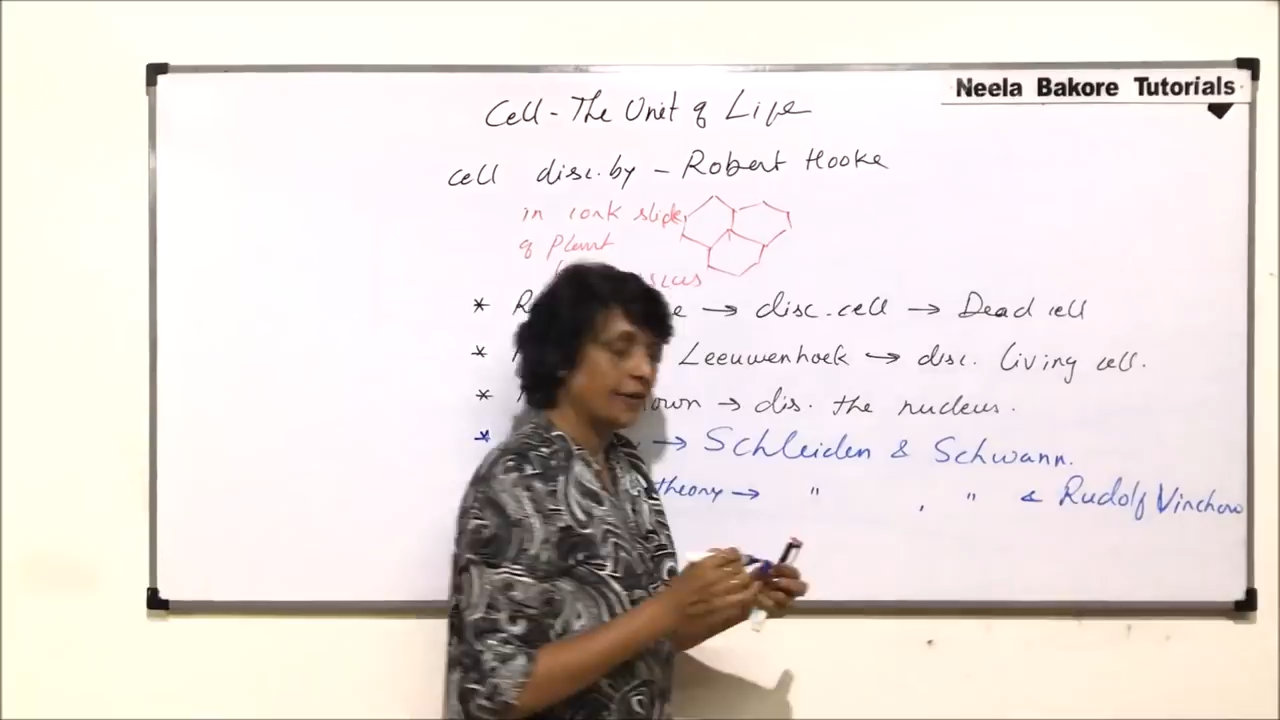 Neela Bakore Tutorials
Cell - The Unit of Life
cell disc. by - Robert Hooke
in cork slide
of plant
* → disc. cell → Dead cell
* Leeuwenhoek → disc. living cell.
* → dis. the nucleus.
* → Schleiden & Schwann.
theory → " , " & Rudolf Virchow